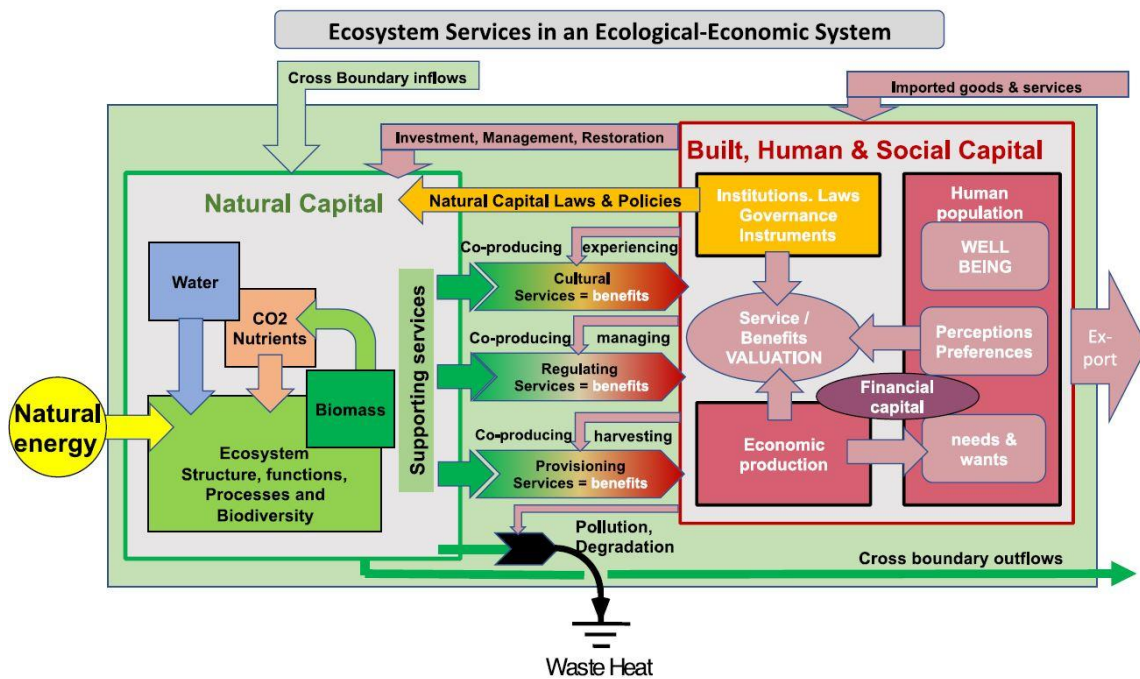 Ecosystem Services in an Ecological-Economic System
Cross Boundary inflows
Imported goods & services
Investment, Management, Restoration
Built, Human & Social Capital
Natural Capital
Natural Capital Laws & Policies
Institutions. Laws
Governance
Instruments
Human
population
WELL
BEING
Water
CO2
Nutrients
Biomass
Natural
energy
Ecosystem
Structure, functions,
Processes and
Biodiversity
Supporting services
Co-producing experiencing
Cultural
Services = benefits
Co-producing managing
Regulating
Services = benefits
Co-producing harvesting
Provisioning
Services = benefits
Service /
Benefits
VALUATION
Perceptions
Preferences
Financial
capital
Economic
production
needs &
wants
Ex-
port
Pollution,
Degradation
Cross boundary outflows
Waste Heat